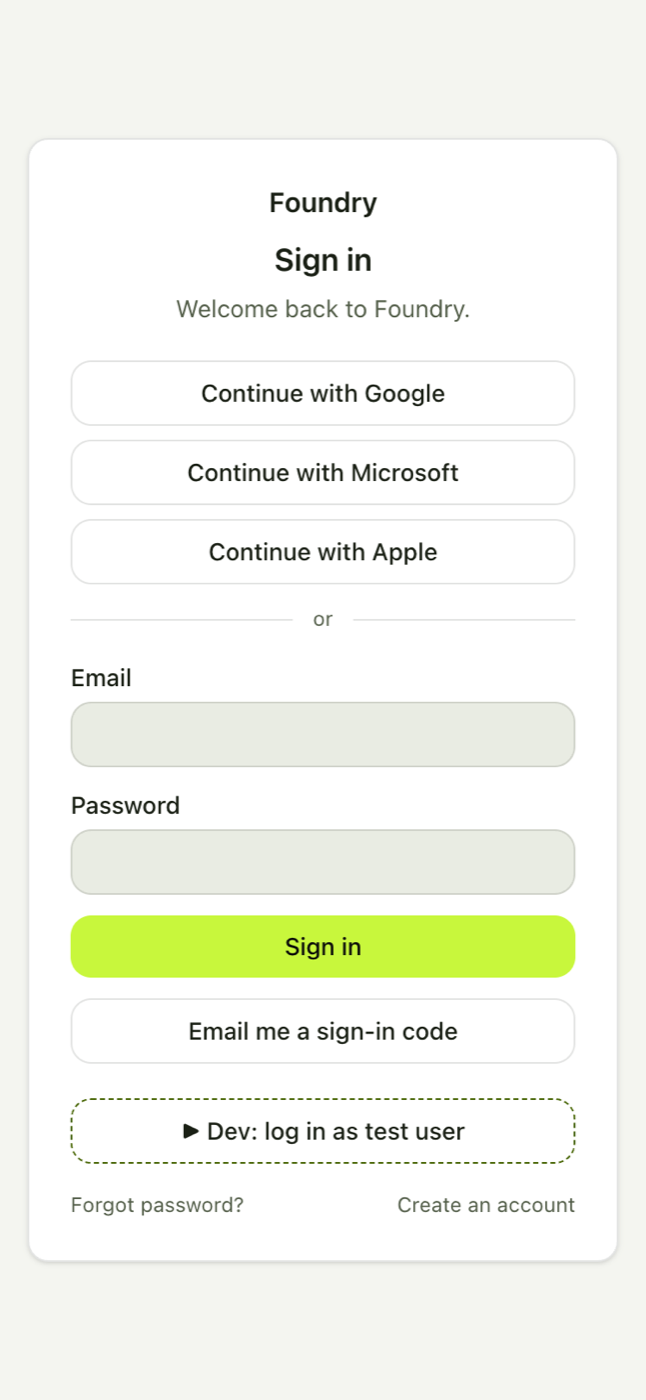 Foundry
Sign in
Welcome back to Foundry.
Continue with Google
Continue with Microsoft
Continue with Apple
or
Email
Password
Sign in
Email me a sign-in code
▶ Dev: log in as test user
Forgot password? Create an account